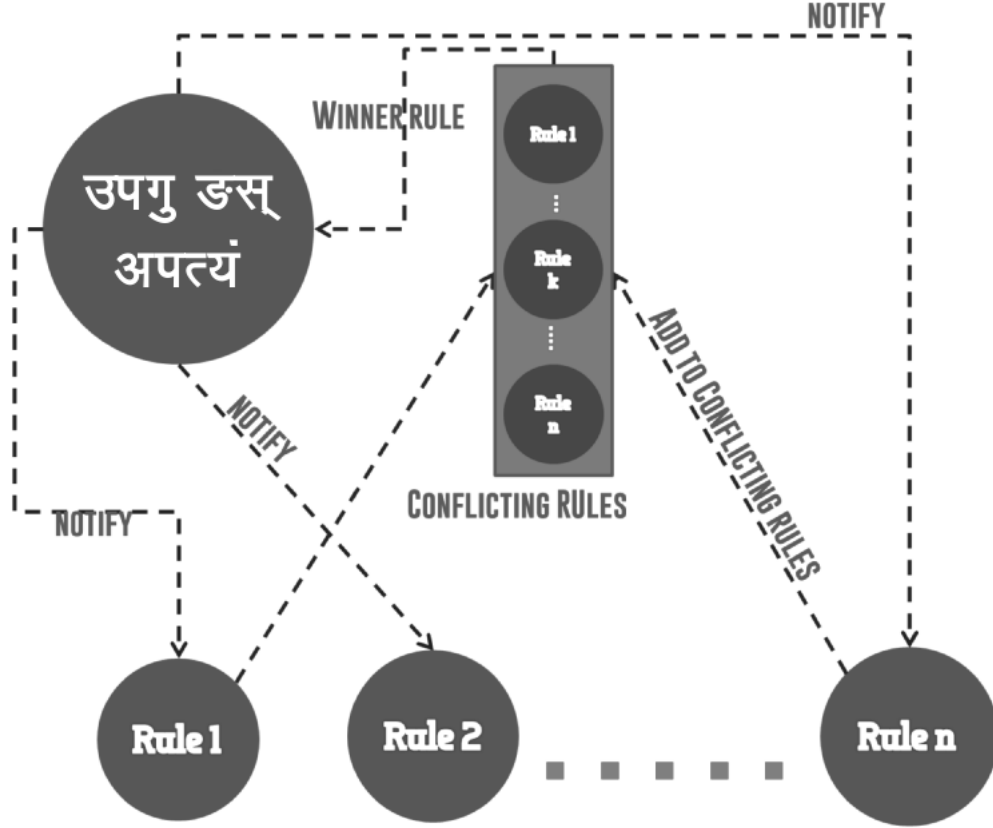 NOTIFY
WINNER RULE
Rule 1
उपगु ङस्
अपत्यं
Rule
k
ADD TO CONFLICTING RULES
Rule
n
NOTIFY
CONFLICTING RULES
NOTIFY
Rule 1
Rule 2
Rule n